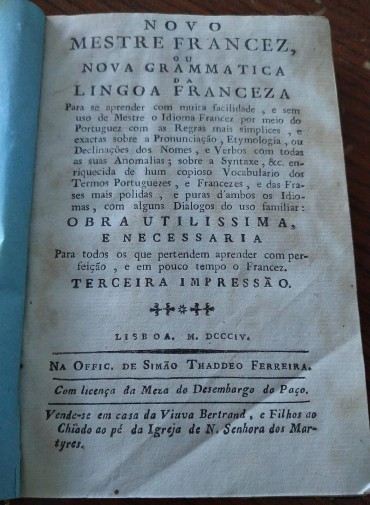 NOVO
MESTRE FRANCEZ,
OU
NOVA GRAMMATICA
DA
LINGOA FRANCEZA
Para se aprender com muita facilidade, e sem
uso de Mestre o Idioma Francez por meio do
Portuguez com as Regras mais simplices, e
exactas sobre a Pronunciação, Etymologia, ou
Declinações dos Nomes, e Verbos com todas
as suas Anomalias; sobre a Syntaxe, &c. en-
riquecida de hum copioso Vocabulario dos
Termos Portuguezes, e Francezes, e das Fra-
ses mais polidas, e puras d'ambos os Idio-
mas, com alguns Dialogos do uso familiar:
OBRA UTILISSIMA,
E NECESSARIA
Para todos os que pertendem aprender com per-
feição, e em pouco tempo o Francez.
TERCEIRA IMPRESSÃO.
LISBOA. M. DCCCIV.
NA OFFIC. DE SIMÃO THADDEO FERREIRA.
Com licença da Meza do Desembargo do Paço.
Vende-se em casa da Viuva Bertrand, e Filhos ao
Chiado ao pé da Igreja de N. Senhora dos Mar-
tyres.